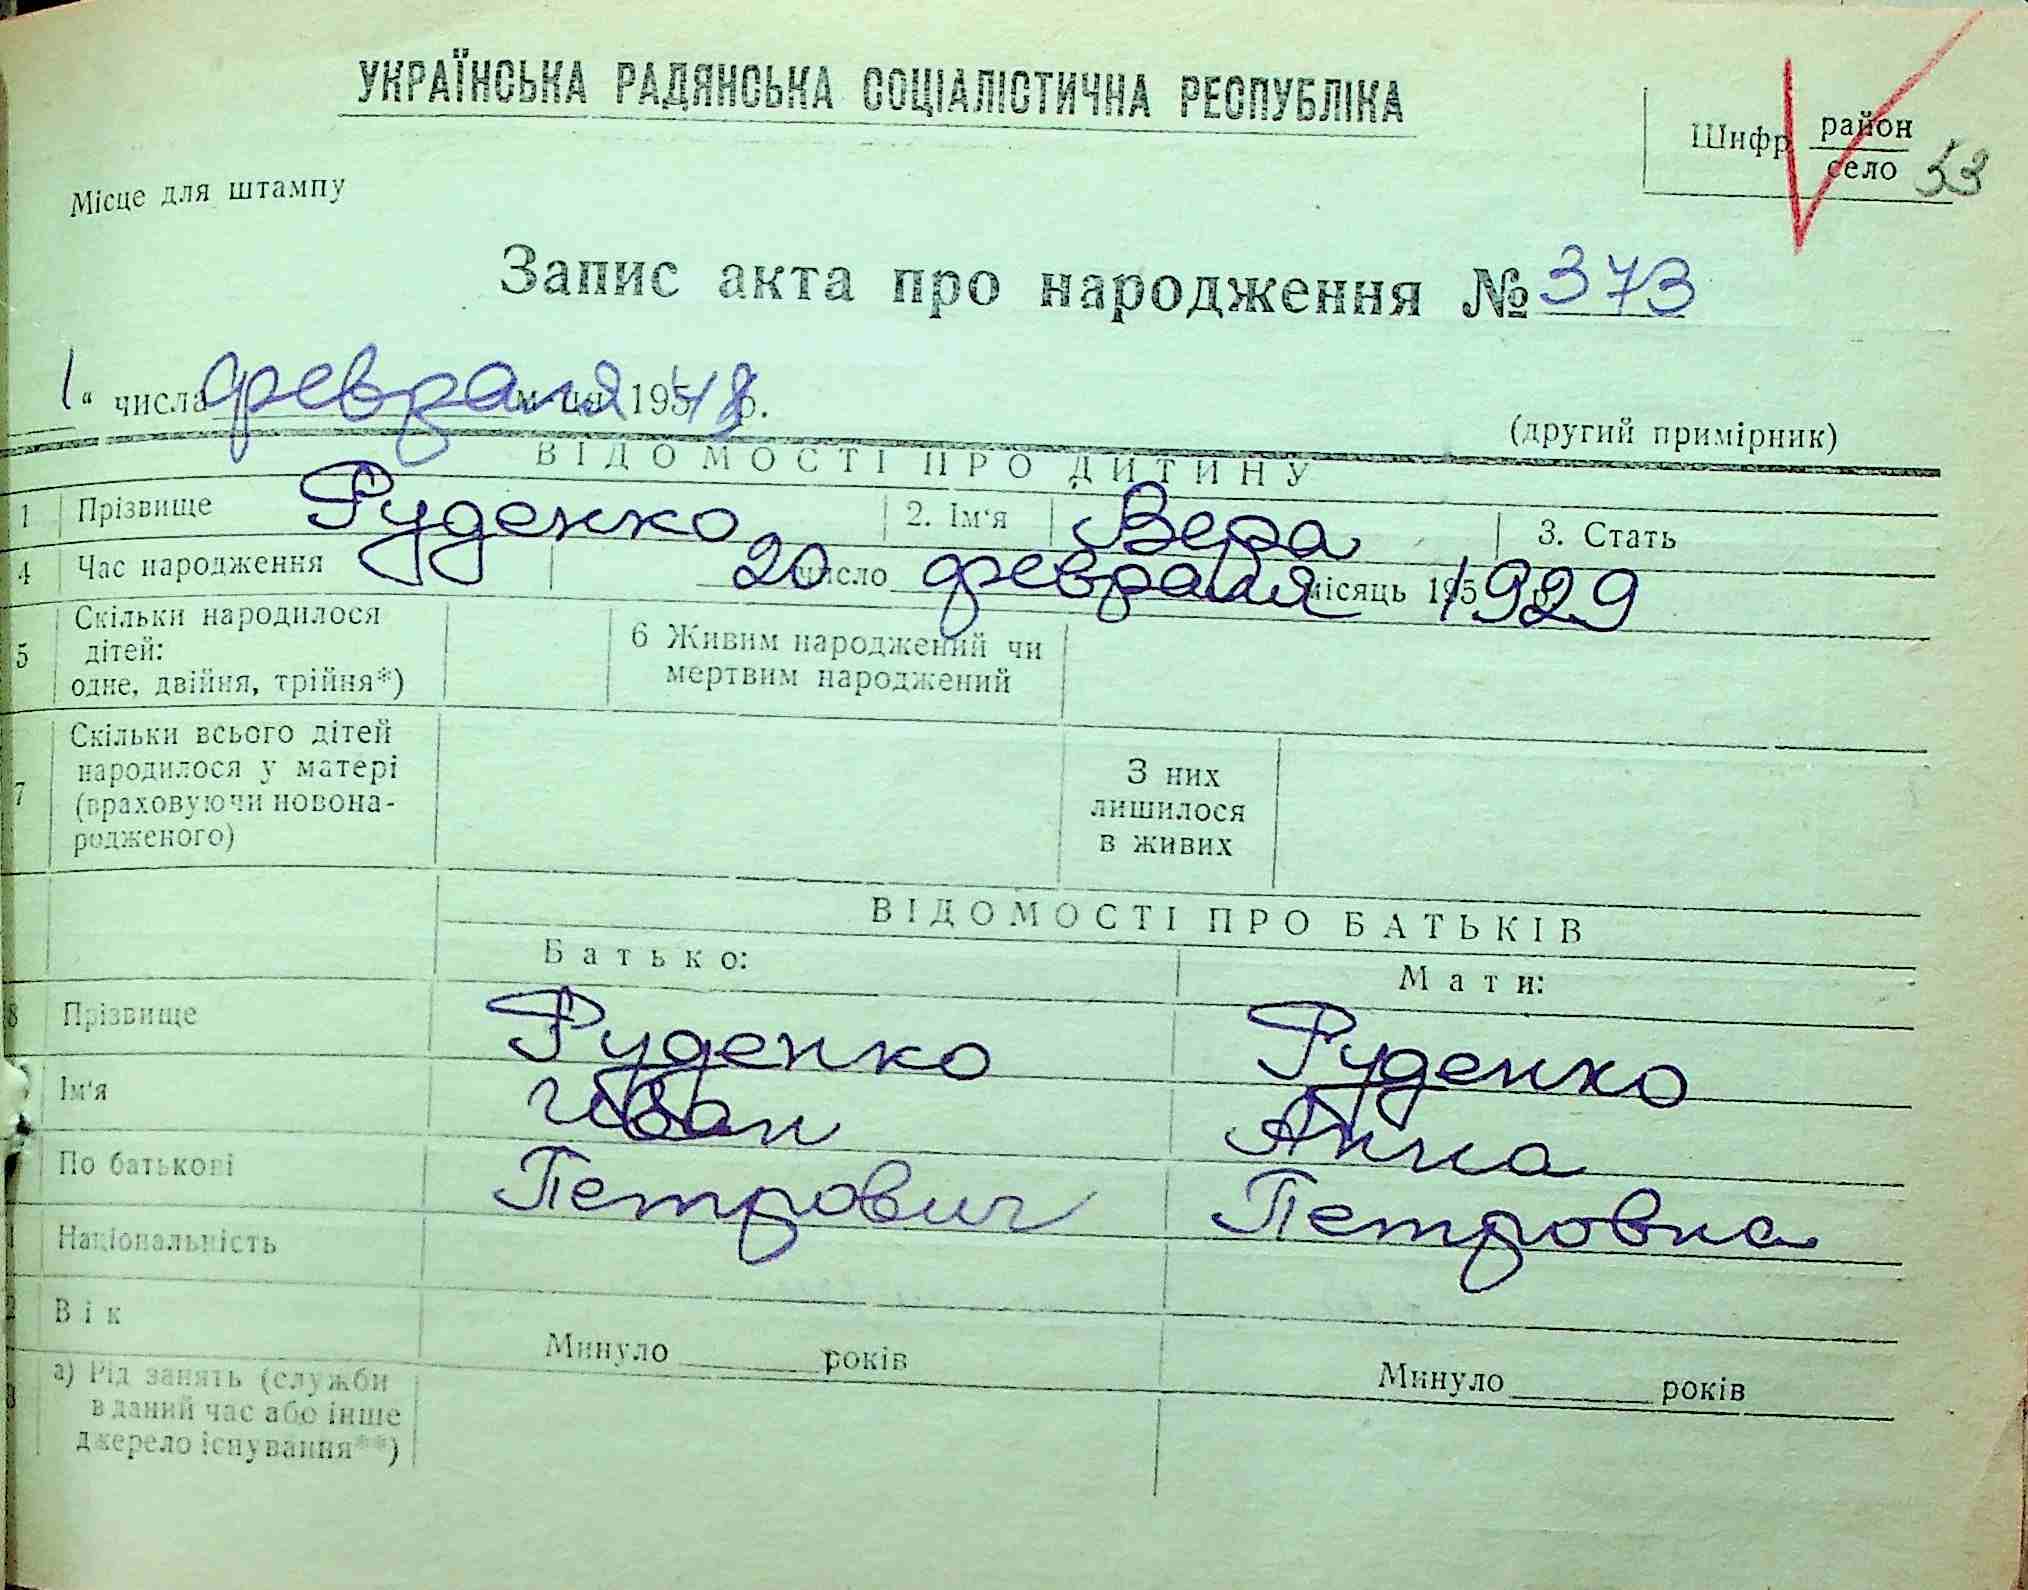 УКРАЇНСЬКА РАДЯНСЬКА СОЦІАЛІСТИЧНА РЕСПУБЛІКА
Шифр район
село 53
Місце для штампу
Запис акта про народження № 373
1 “ числа февраля 195 48 р.
(другий примірник)
ВІДОМОСТІ ПРО ДИТИНУ
1 Прізвище Руденко 2. Ім'я Вера 3. Стать
4 Час народження 20 число февраля місяць 195 1929
5 Скільки народилося дітей: одне, двійня, трійня*) 6 Живим народжений чи мертвим народжений
7 Скільки всього дітей народилося у матері (враховуючи новона-родженого) З них лишилося в живих
ВІДОМОСТІ ПРО БАТЬКІВ
Батько: Мати:
8 Прізвище Руденко Руденко
Ім'я Иван Анна
По батькові Петрович Петровна
Національність
Вік Минуло ______ років Минуло ______ років
а) Рід занять (служби в даний час або інше джерело існування**)